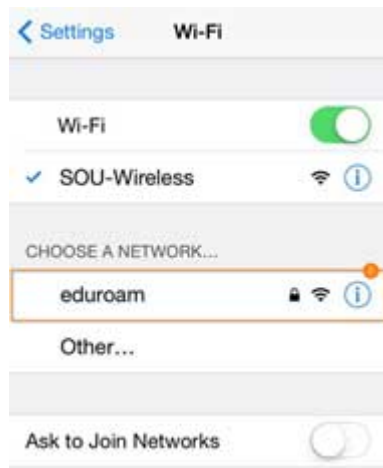 Settings Wi-Fi
Wi-Fi
SOU-Wireless
CHOOSE A NETWORK...
eduroam
Other...
Ask to Join Networks